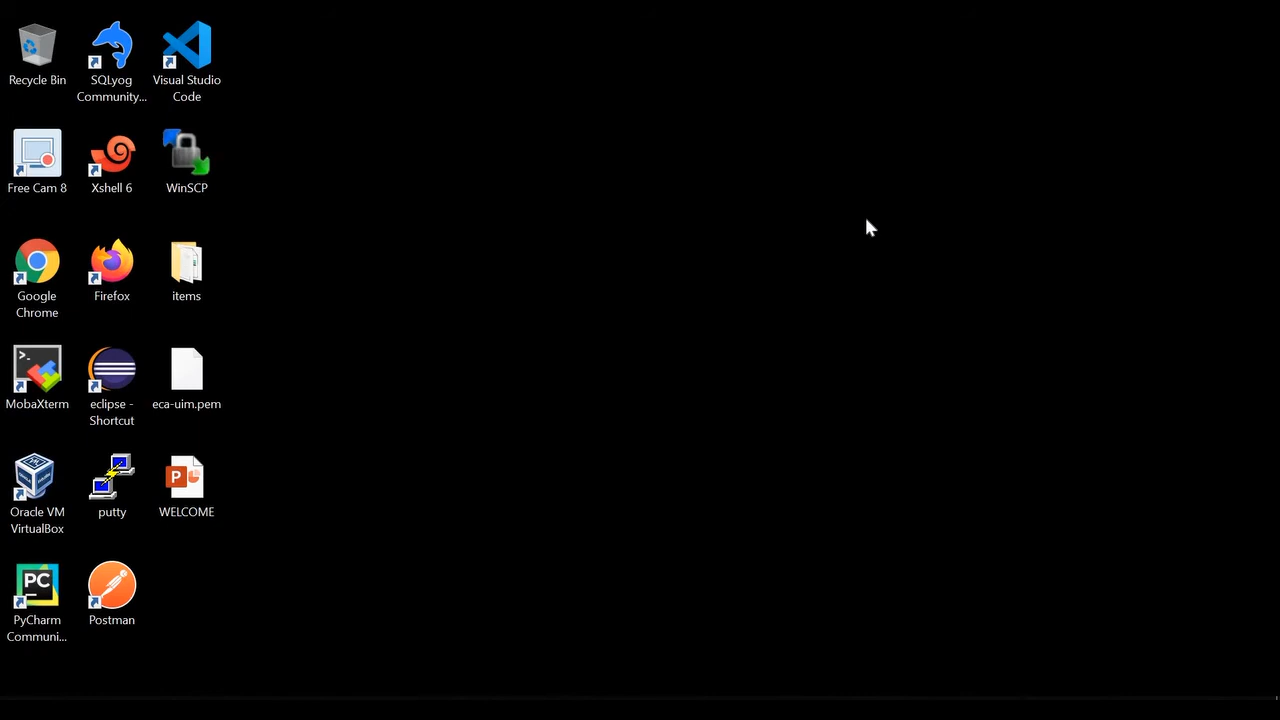 Recycle Bin
SQLyog
Community...
Visual Studio
Code
Free Cam 8
Xshell 6
WinSCP
Google
Chrome
Firefox
items
MobaXterm
eclipse -
Shortcut
eca-uim.pem
Oracle VM
VirtualBox
putty
P
WELCOME
PC
PyCharm
Communi...
Postman